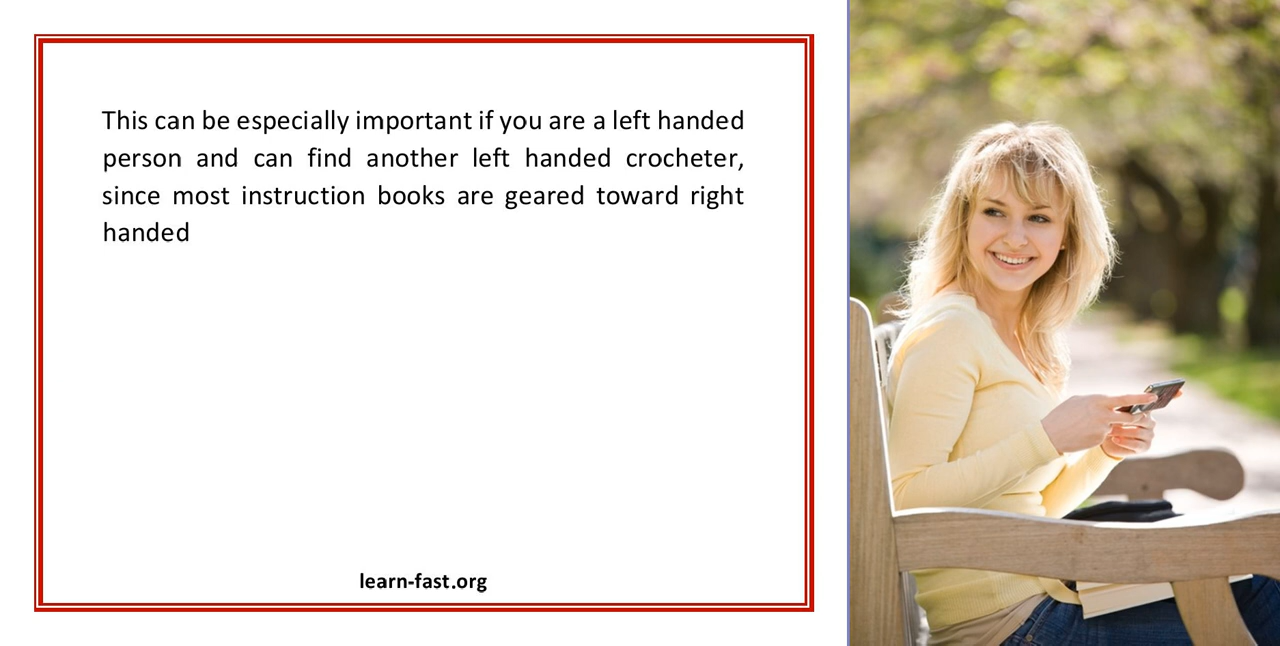 This can be especially important if you are a left handed
person and can find another left handed crocheter,
since most instruction books are geared toward right
handed
learn-fast.org